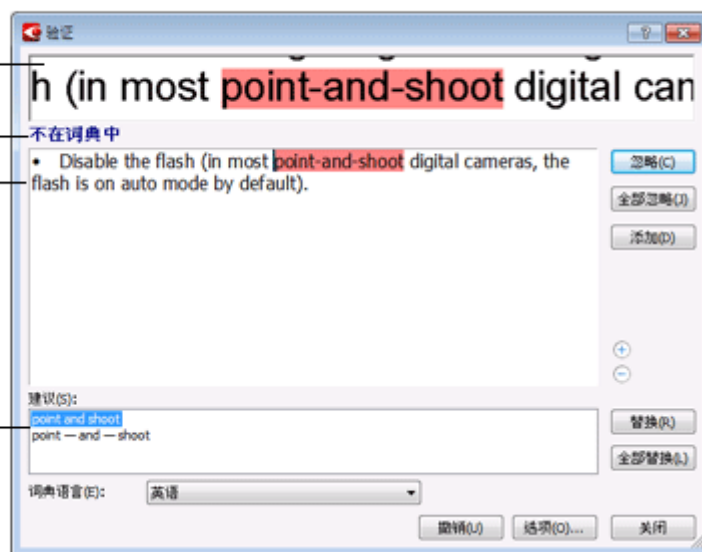 验证
h (in most point-and-shoot digital can
不在词典中
• Disable the flash (in most point-and-shoot digital cameras, the
flash is on auto mode by default).
忽略(C)
全部忽略(J)
添加(D)
建议(S):
point and shoot
point — and — shoot
替换(R)
全部替换(L)
词典语言(E):
英语
撤销(U)
选项(O)...
关闭